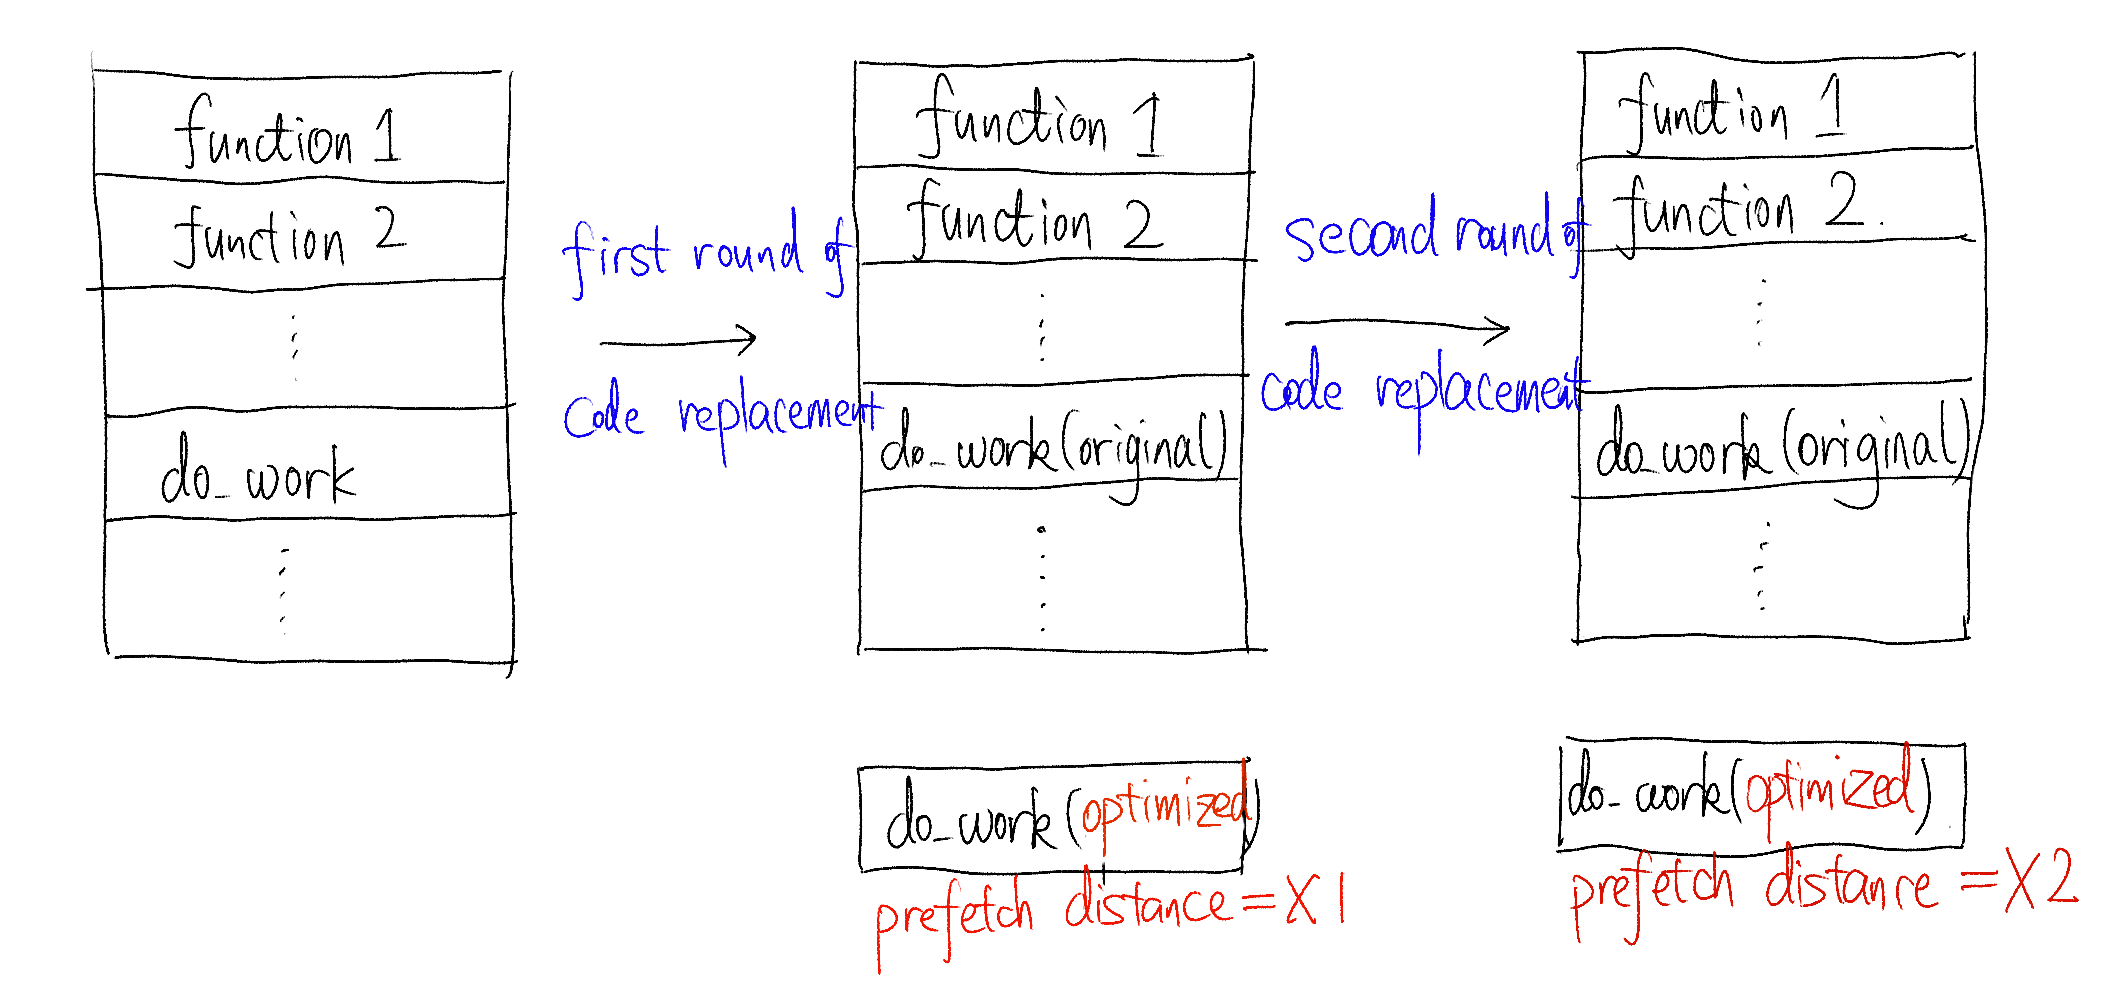 function 1
function 2
do_work
first round of
code replacement
function 1
function 2
do_work(original)
do_work(optimized)
prefetch distance=X1
second round of
code replacement
function 1
function 2.
do_work(original)
do_work(optimized)
prefetch distance=X2